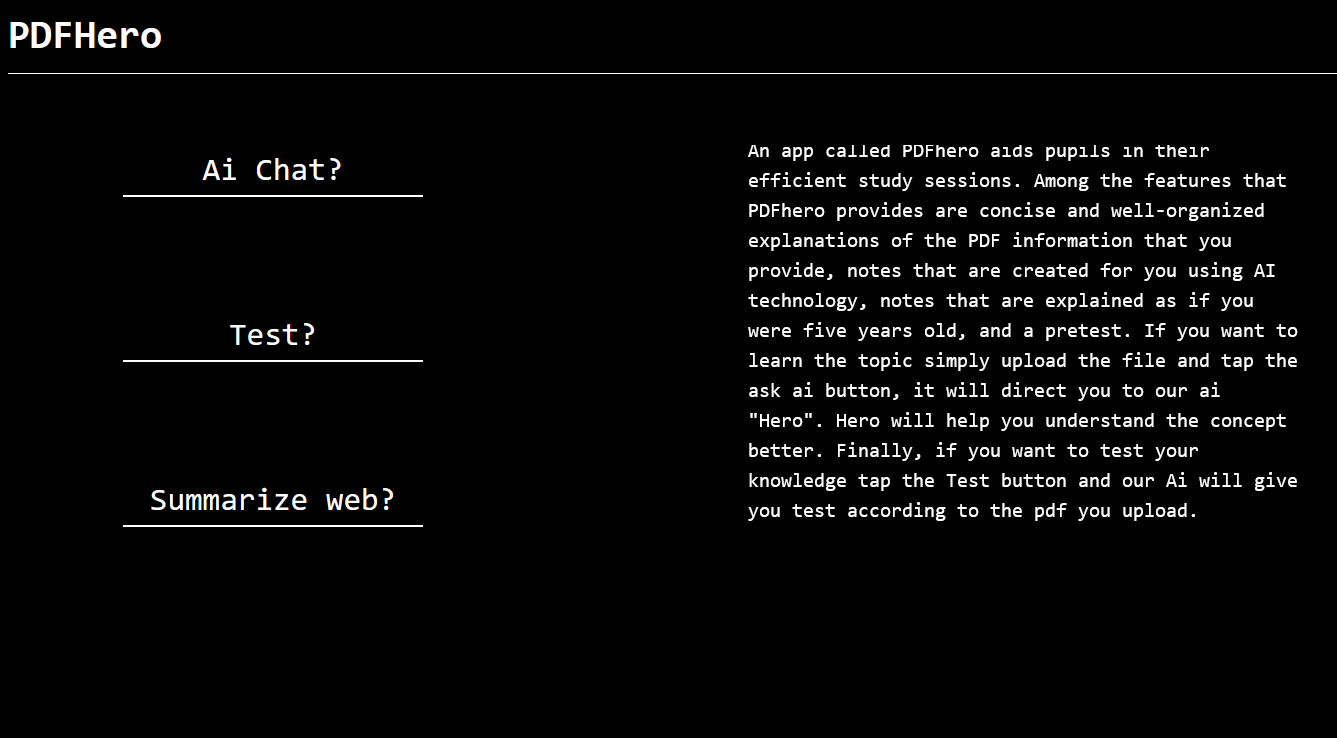 PDFHero
Ai Chat?
Test?
Summarize web?
An app called PDFhero aids pupils in their
efficient study sessions. Among the features that
PDFhero provides are concise and well-organized
explanations of the PDF information that you
provide, notes that are created for you using AI
technology, notes that are explained as if you
were five years old, and a pretest. If you want to
learn the topic simply upload the file and tap the
ask ai button, it will direct you to our ai
"Hero". Hero will help you understand the concept
better. Finally, if you want to test your
knowledge tap the Test button and our Ai will give
you test according to the pdf you upload.